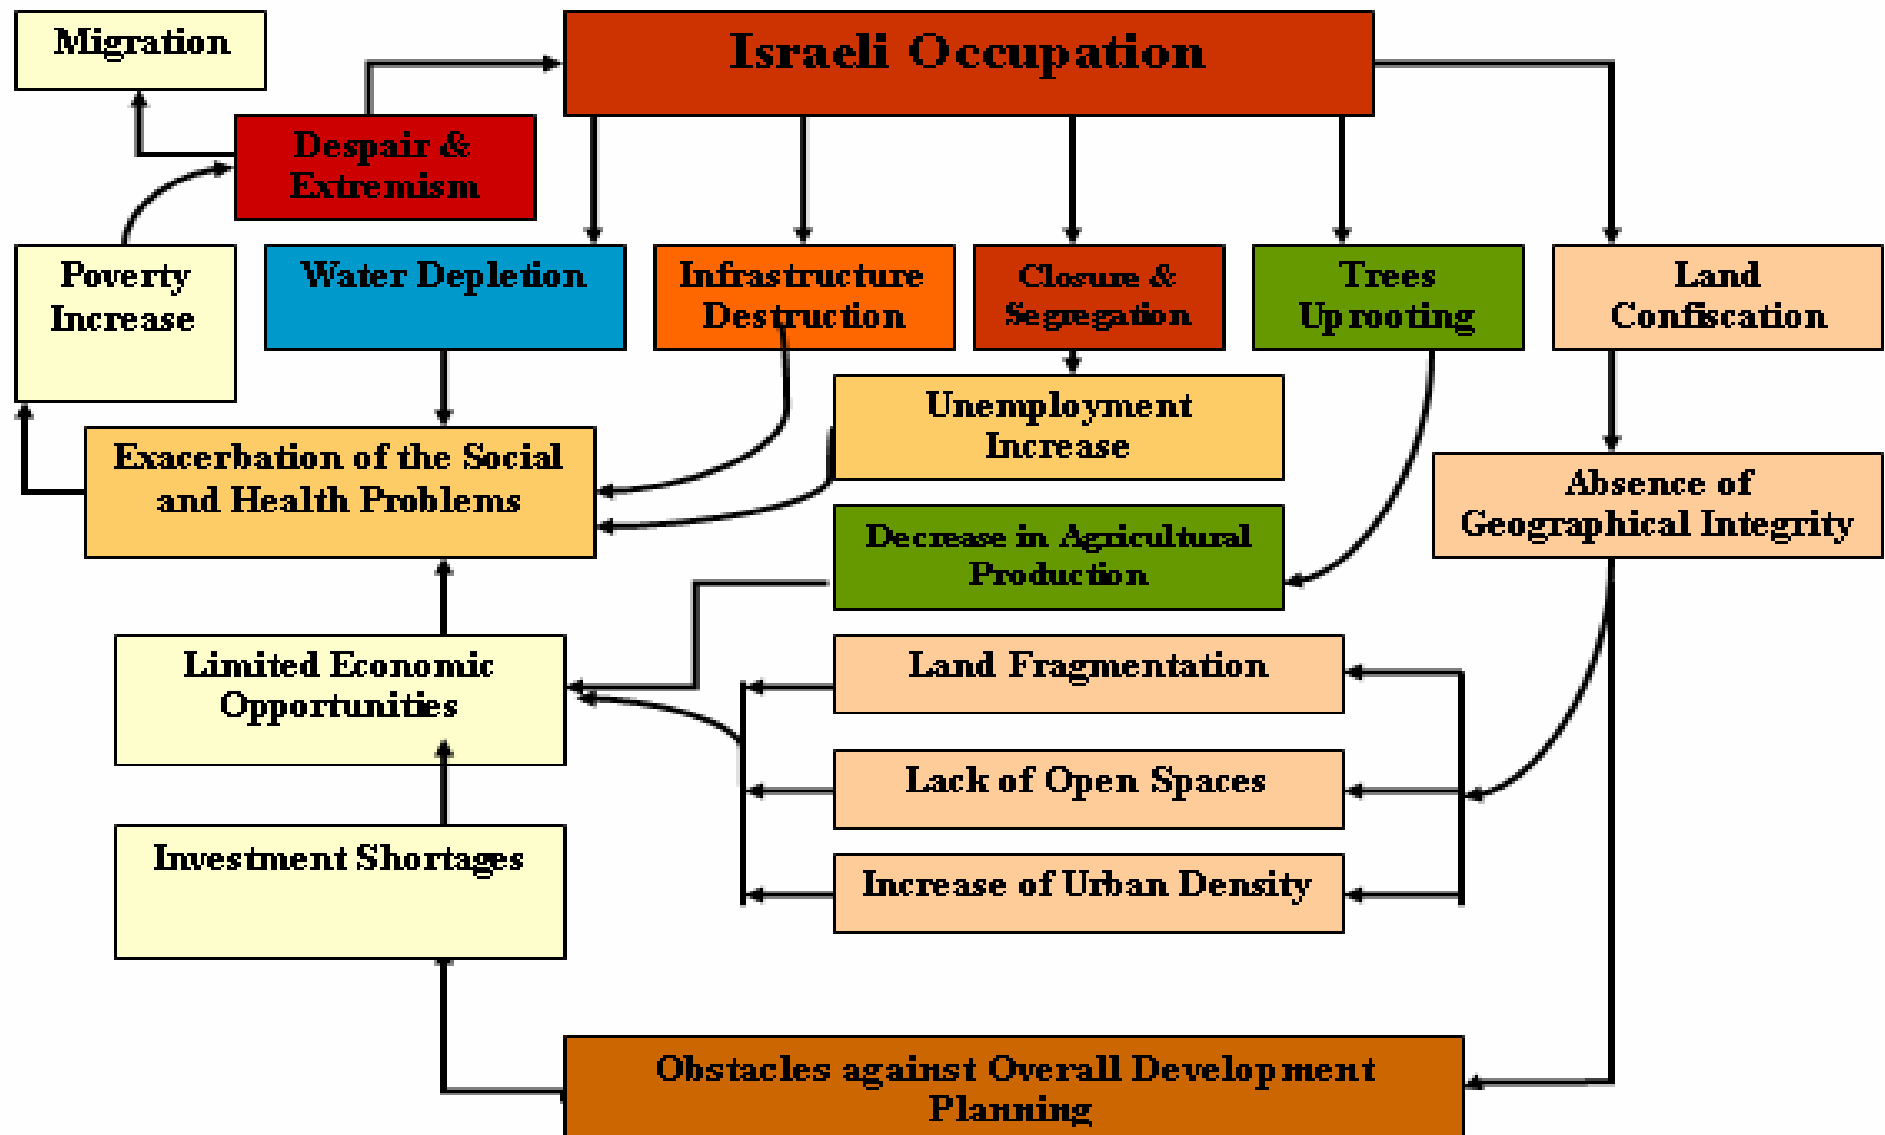 Migration
Israeli Occupation
Despair &
Extremism
Poverty
Increase
Water Depletion
Infrastructure
Destruction
Closure &
Segregation
Trees
Uprooting
Land
Confiscation
Unemployment
Increase
Exacerbation of the Social
and Health Problems
Absence of
Geographical Integrity
Decrease in Agricultural
Production
Limited Economic
Opportunities
Land Fragmentation
Lack of Open Spaces
Investment Shortages
Increase of Urban Density
Obstacles against Overall Development
Planning